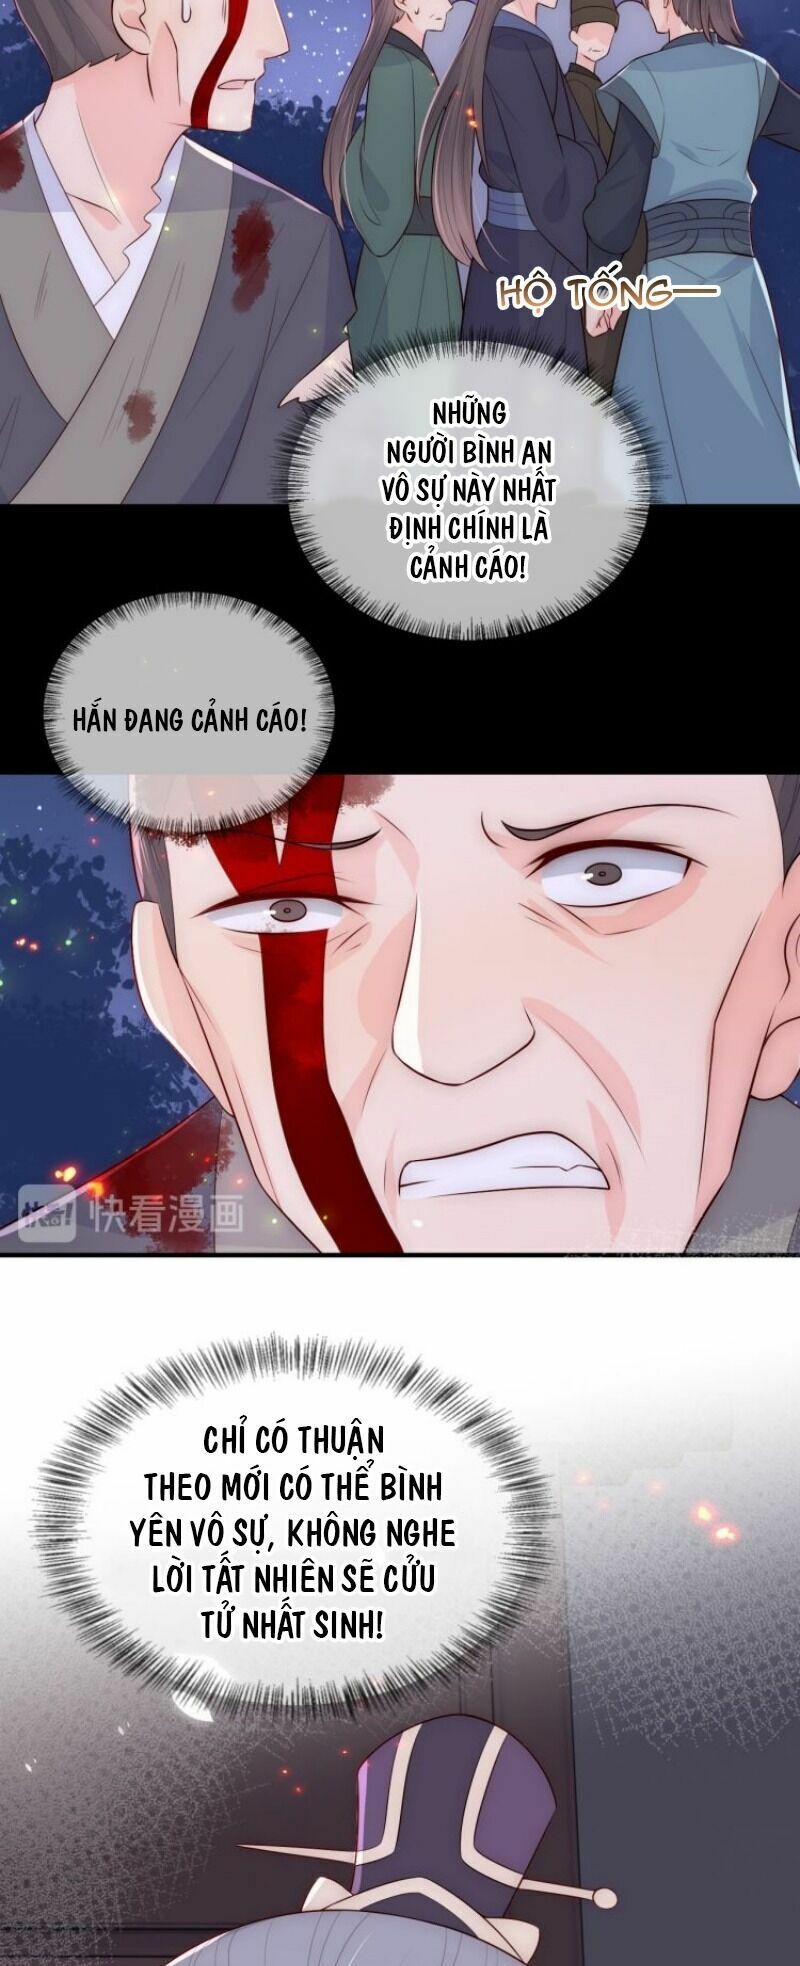 HỘ TỐNG—
NHỮNG
NGƯỜI BÌNH AN
VÔ SỰ NÀY NHẤT
ĐỊNH CHÍNH LÀ
CẢNH CÁO!
HẮN ĐANG CẢNH CÁO!
快看 快看漫画
CHỈ CÓ THUẬN
THEO MỚI CÓ THỂ BÌNH
YÊN VÔ SỰ, KHÔNG NGHE
LỜI TẤT NHIÊN SẼ CỬU
TỬ NHẤT SINH!